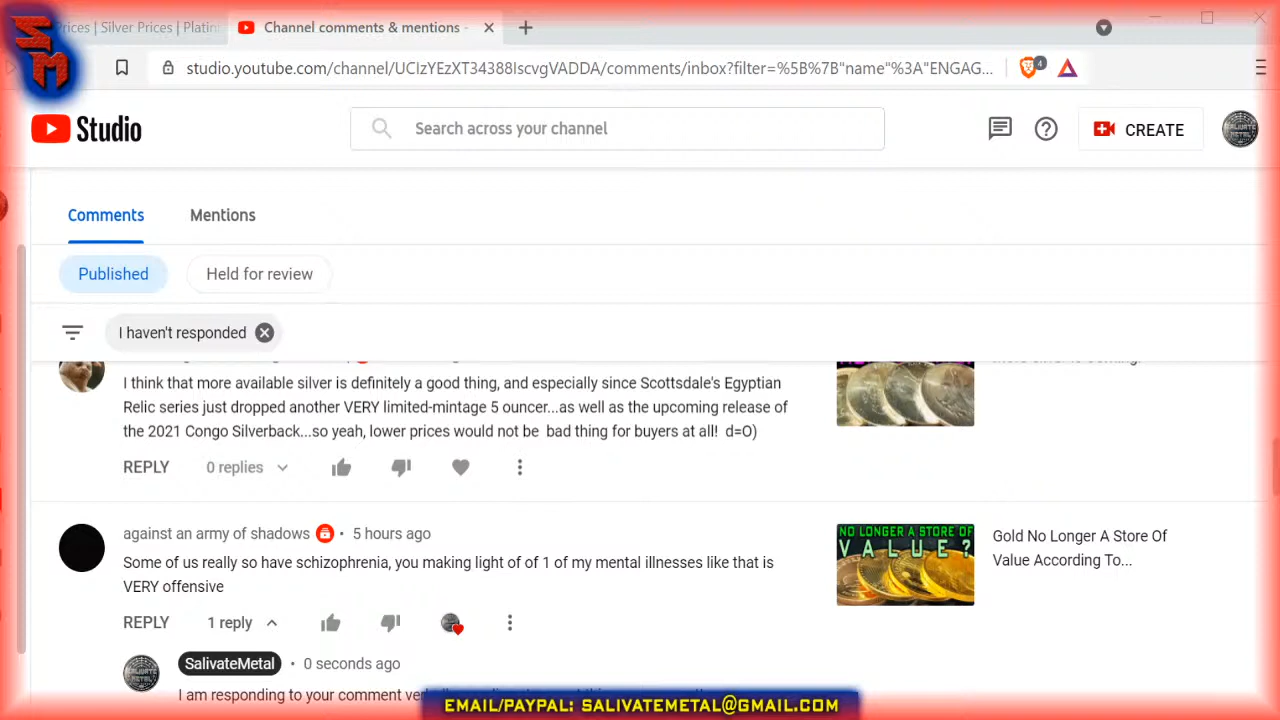 SM
Prices | Silver Prices | Platin
Channel comments & mentions -
studio.youtube.com/channel/UCIzYEzXT34388IscvgVADDA/comments/inbox?filter=%5B%7B"name"%3A"ENGAG...
4
Studio
Search across your channel
CREATE
Comments
Mentions
Published
Held for review
I haven't responded
I think that more available silver is definitely a good thing, and especially since Scottsdale's Egyptian
Relic series just dropped another VERY limited-mintage 5 ouncer...as well as the upcoming release of
the 2021 Congo Silverback...so yeah, lower prices would not be bad thing for buyers at all! d=O)
REPLY
0 replies
against an army of shadows • 5 hours ago
Some of us really so have schizophrenia, you making light of of 1 of my mental illnesses like that is
VERY offensive
NO LONGER A STORE OF
VALUE?
Gold No Longer A Store Of
Value According To...
REPLY
1 reply
SalivateMetal • 0 seconds ago
I am responding to your comment
EMAIL/PAYPAL: SALIVATEMETAL@GMAIL.COM